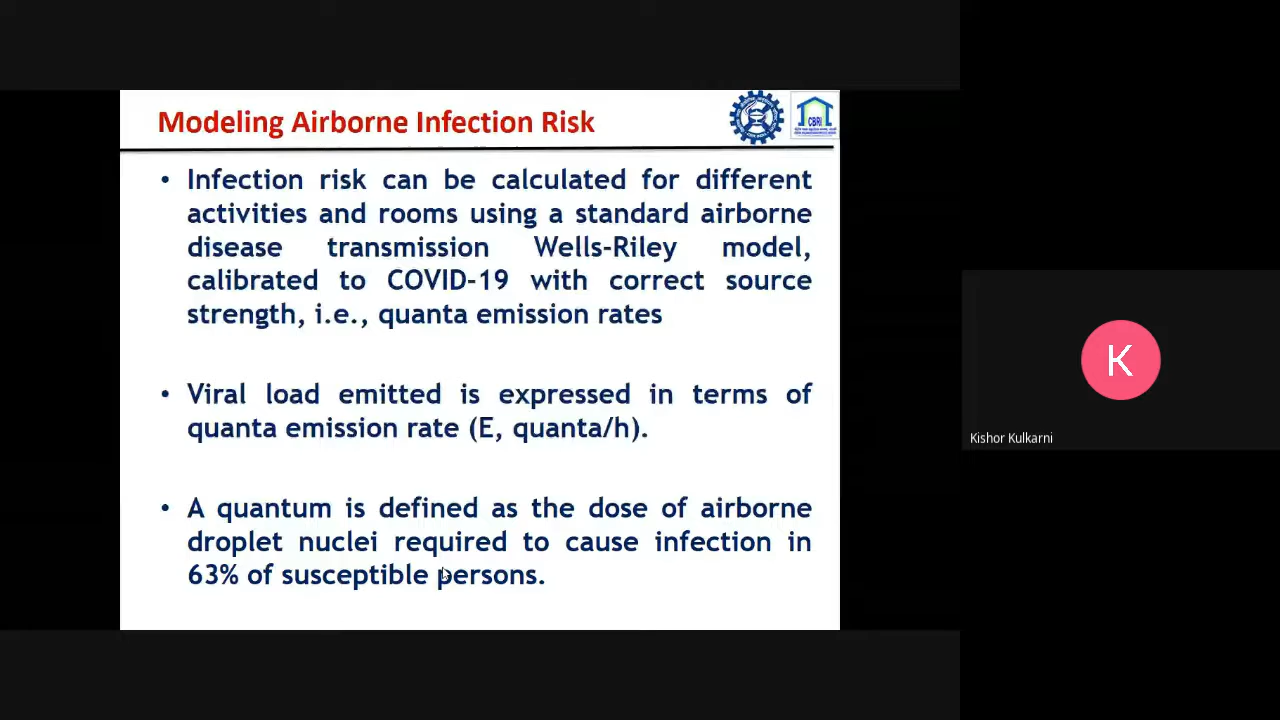 Modeling Airborne Infection Risk
CBRI
• Infection risk can be calculated for different
activities and rooms using a standard airborne
disease transmission Wells-Riley model,
calibrated to COVID-19 with correct source
strength, i.e., quanta emission rates
• Viral load emitted is expressed in terms of
quanta emission rate (E, quanta/h).
• A quantum is defined as the dose of airborne
droplet nuclei required to cause infection in
63% of susceptible persons.
K
Kishor Kulkarni